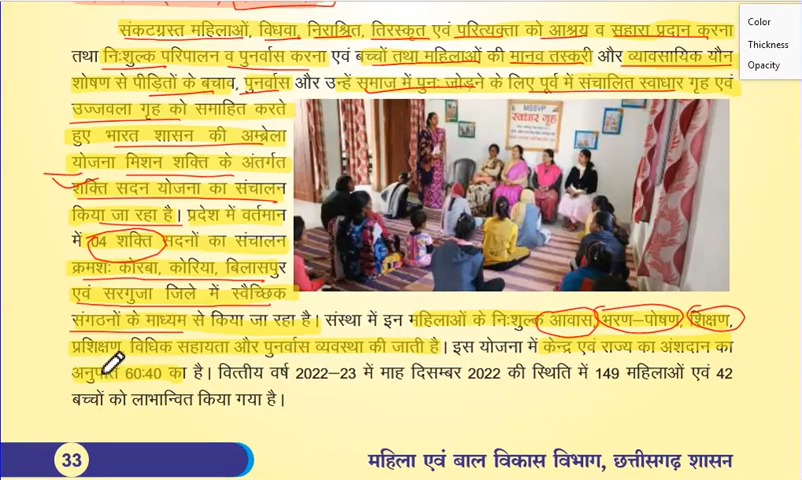 संकटग्रस्त महिलाओं, विधवा, निराश्रित, तिरस्कृत एवं परित्यक्ता को आश्रय व सहारा प्रदान करना
तथा निःशुल्क परिपालन व पुनर्वास करना एवं बच्चों तथा महिलाओं की मानव तस्करी और व्यावसायिक यौन
शोषण से पीड़ितों के बचाव, पुनर्वास और उन्हें समाज में पुनः जोड़ने के लिए पूर्व में संचालित स्वाधार गृह एवं
उज्जवला गृह को समाहित करते
हुए भारत शासन की अम्ब्रेला
योजना मिशन शक्ति के अंतर्गत
शक्ति सदन योजना का संचालन
किया जा रहा है। प्रदेश में वर्तमान
में 04 शक्ति सदनों का संचालन
क्रमशः कोरबा, कोरिया, बिलासपुर
एवं सरगुजा जिले में स्वैच्छिक
संगठनों के माध्यम से किया जा रहा है। संस्था में इन महिलाओं के निःशुल्क आवास, भरण–पोषण, शिक्षण,
प्रशिक्षण विधिक सहायता और पुनर्वास व्यवस्था की जाती है। इस योजना में केन्द्र एवं राज्य का अंशदान का
अनुपात 60:40 का है। वित्तीय वर्ष 2022–23 में माह दिसम्बर 2022 की स्थिति में 149 महिलाओं एवं 42
बच्चों को लाभान्वित किया गया है।
MSSVP
स्वाधार गृह
33
महिला एवं बाल विकास विभाग, छत्तीसगढ़ शासन
Color
Thickness
Opacity